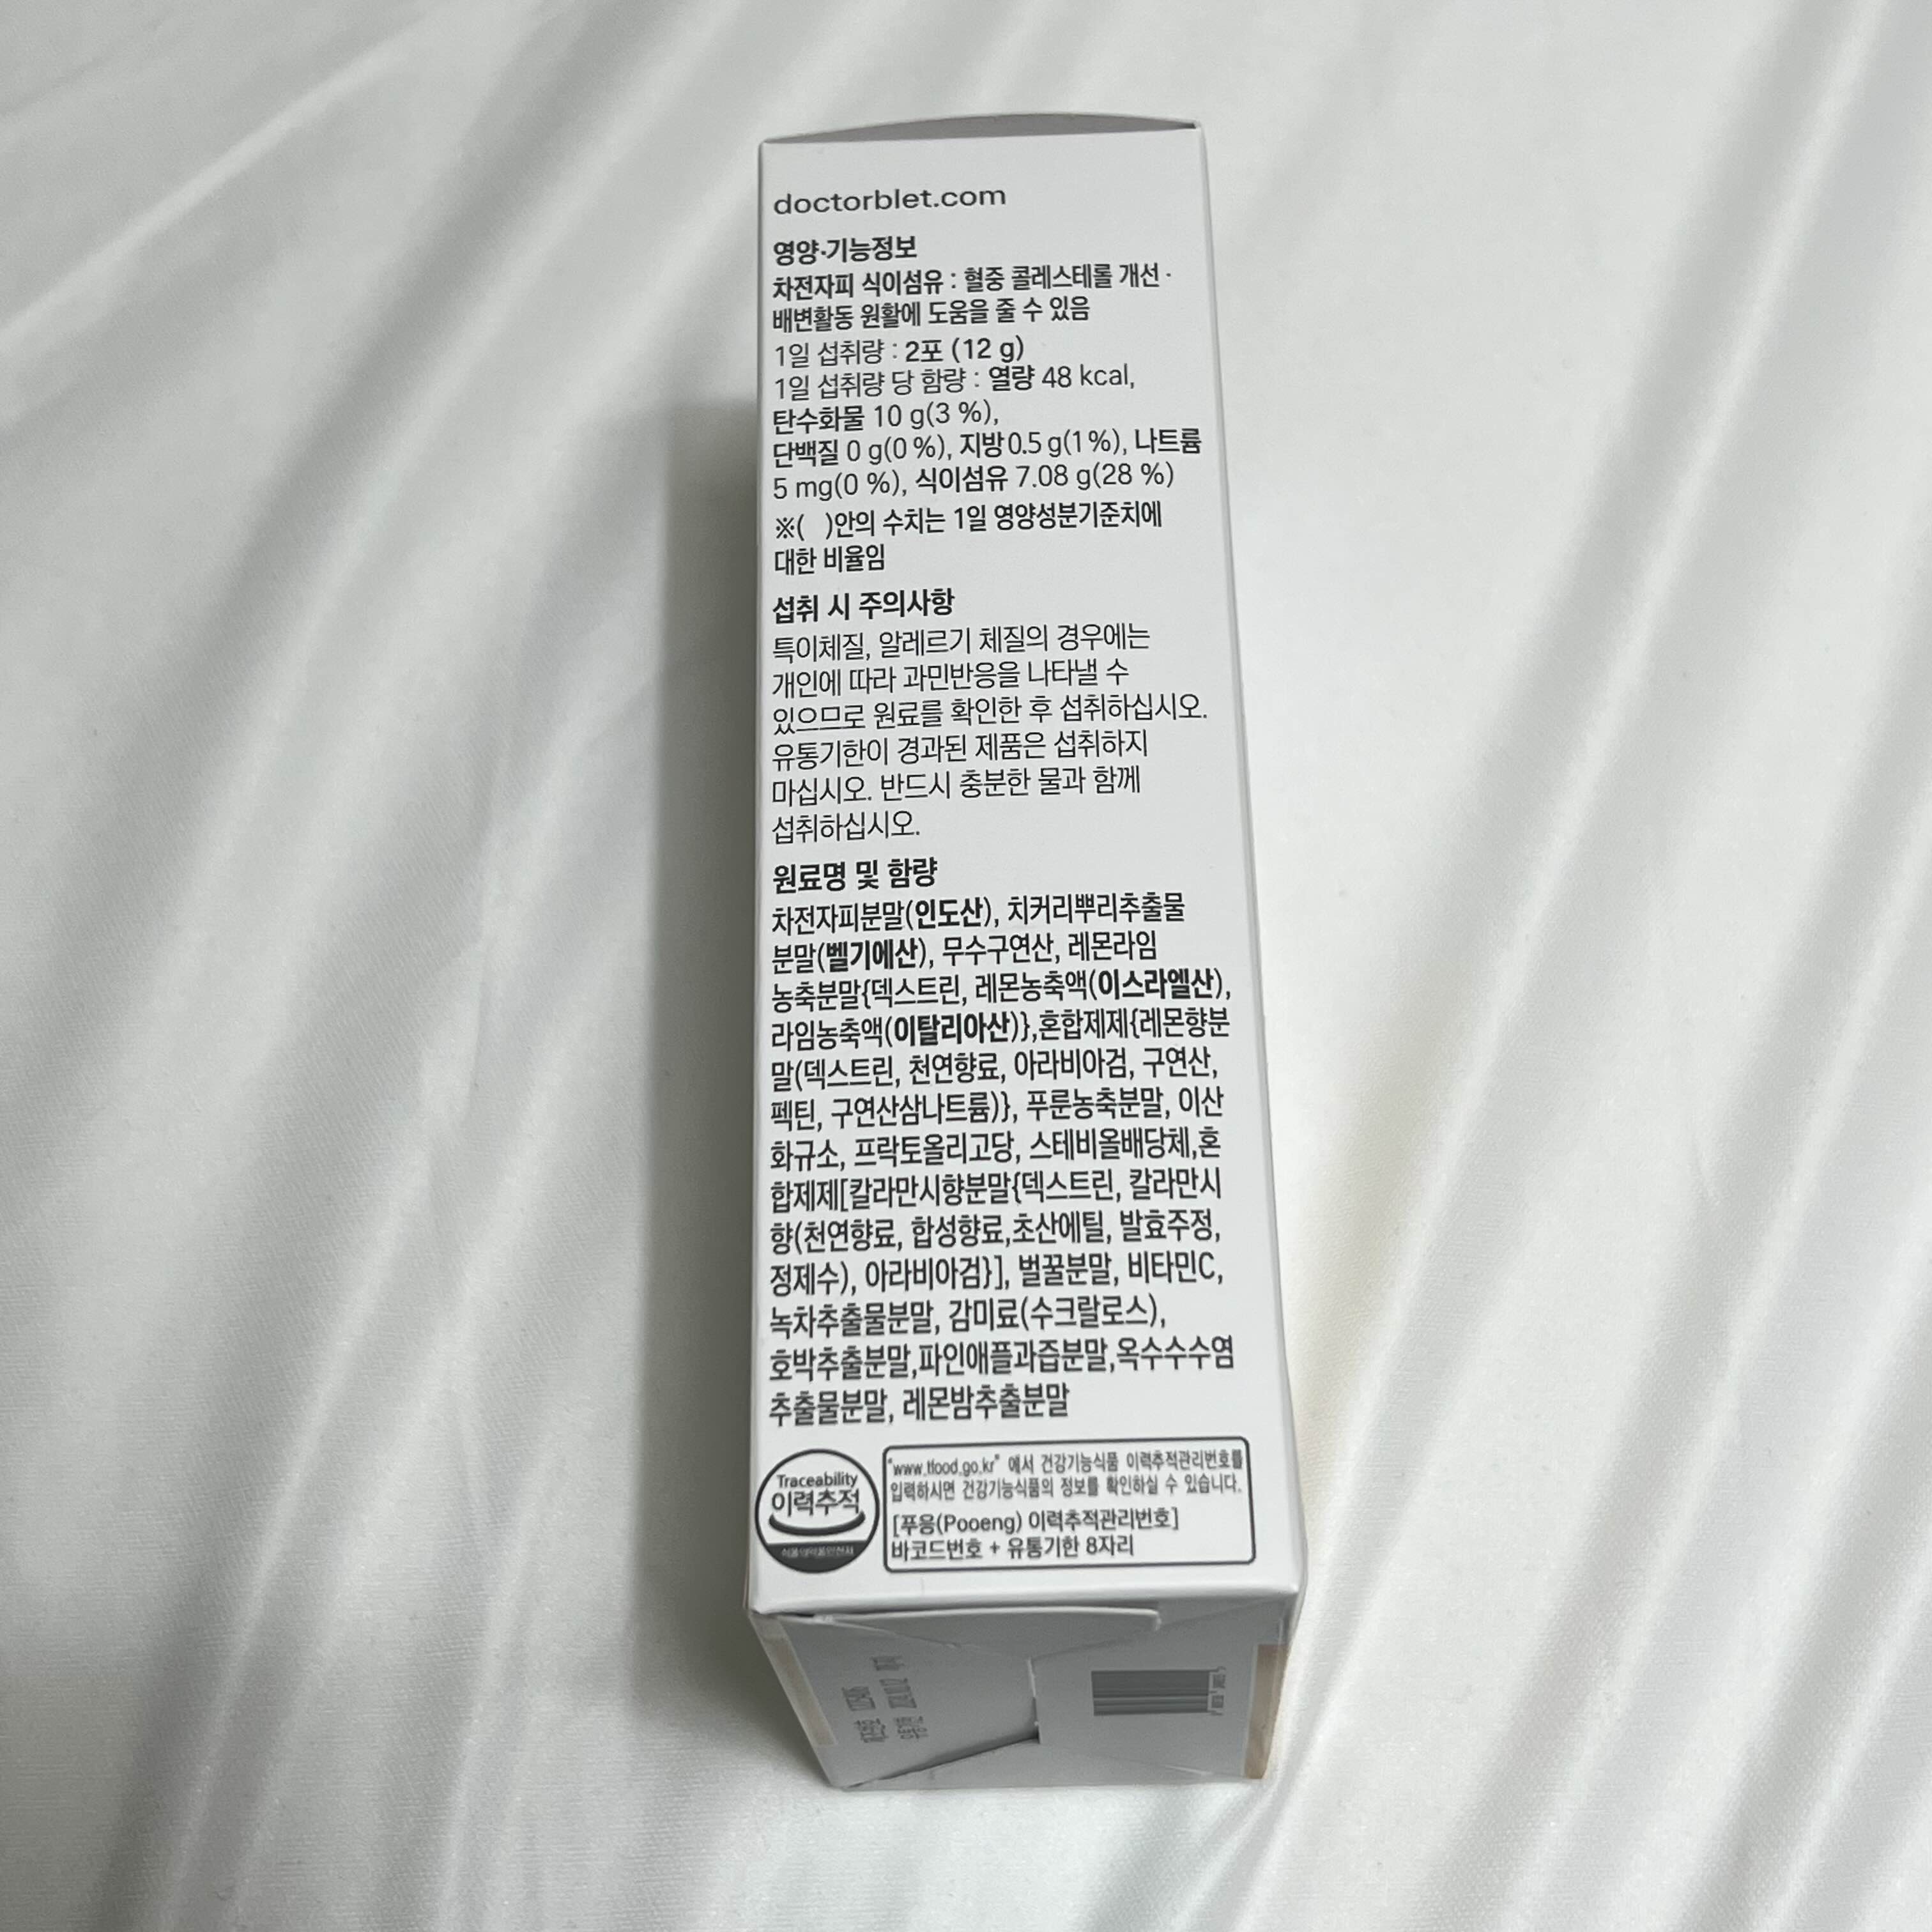 doctorblet.com
영양·기능정보
차전자피 식이섬유 : 혈중 콜레스테롤 개선 ·
배변활동 원활에 도움을 줄 수 있음
1일 섭취량 : 2포 (12 g)
1일 섭취량 당 함량 : 열량 48 kcal,
탄수화물 10 g(3 %),
단백질 0 g(0 %), 지방 0.5 g(1 %), 나트륨
5 mg(0 %), 식이섬유 7.08 g(28 %)
※( )안의 수치는 1일 영양성분기준치에
대한 비율임
섭취 시 주의사항
특이체질, 알레르기 체질의 경우에는
개인에 따라 과민반응을 나타낼 수
있으므로 원료를 확인한 후 섭취하십시오.
유통기한이 경과된 제품은 섭취하지
마십시오. 반드시 충분한 물과 함께
섭취하십시오.
원료명 및 함량
차전자피분말(인도산), 치커리뿌리추출물
분말(벨기에산), 무수구연산, 레몬라임
농축분말{덱스트린, 레몬농축액(이스라엘산),
라임농축액(이탈리아산)},혼합제제{레몬향분
말(덱스트린, 천연향료, 아라비아검, 구연산,
펙틴, 구연산삼나트륨)}, 푸룬농축분말, 이산
화규소, 프락토올리고당, 스테비올배당체,혼
합제제[칼라만시향분말{덱스트린, 칼라만시
향(천연향료, 합성향료,초산에틸, 발효주정,
정제수), 아라비아검}], 벌꿀분말, 비타민C,
녹차추출물분말, 감미료(수크랄로스),
호박추출분말,파인애플과즙분말,옥수수수염
추출물분말, 레몬밤추출분말
Traceability
이력추적
식품의약품안전처
"www.tfood.go.kr" 에서 건강기능식품 이력추적관리번호를
입력하시면 건강기능식품의 정보를 확인하실 수 있습니다.
[푸응(Pooeng) 이력추적관리번호]
바코드번호 + 유통기한 8자리